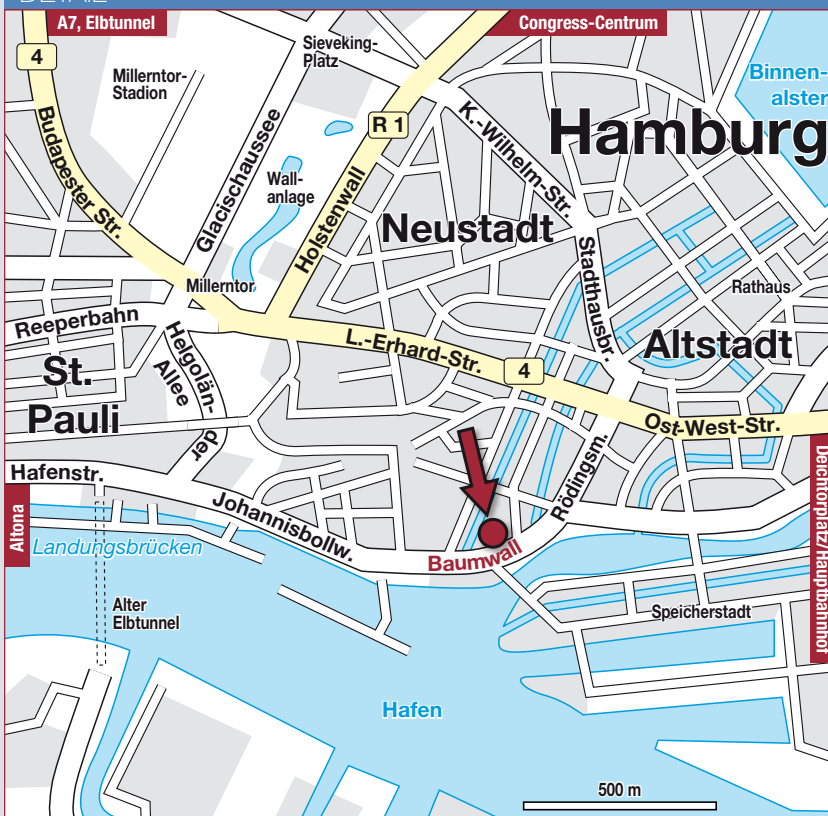 A7, Elbtunnel
Congress-Centrum
4
Sieveking-
Platz
Millerntor-
Stadion
Binnen-
alster
Hamburg
R 1
K.-Wilhelm-Str.
Budapester Str.
Glacischaussee
Wall-
anlage
Holstenwall
Neustadt
Stadthausbr.
Millerntor
Rathaus
Reeperbahn
Helgolän-
der
Allee
L.-Erhard-Str.
4
Altstadt
St.
Pauli
Ost-West-Str.
Hafenstr.
Johannisbollw.
Rödingsm.
Baumwall
Altona
Landungsbrücken
Deichtorplatz/Hauptbahnhof
Alter
Elbtunnel
Speicherstadt
Hafen
500 m